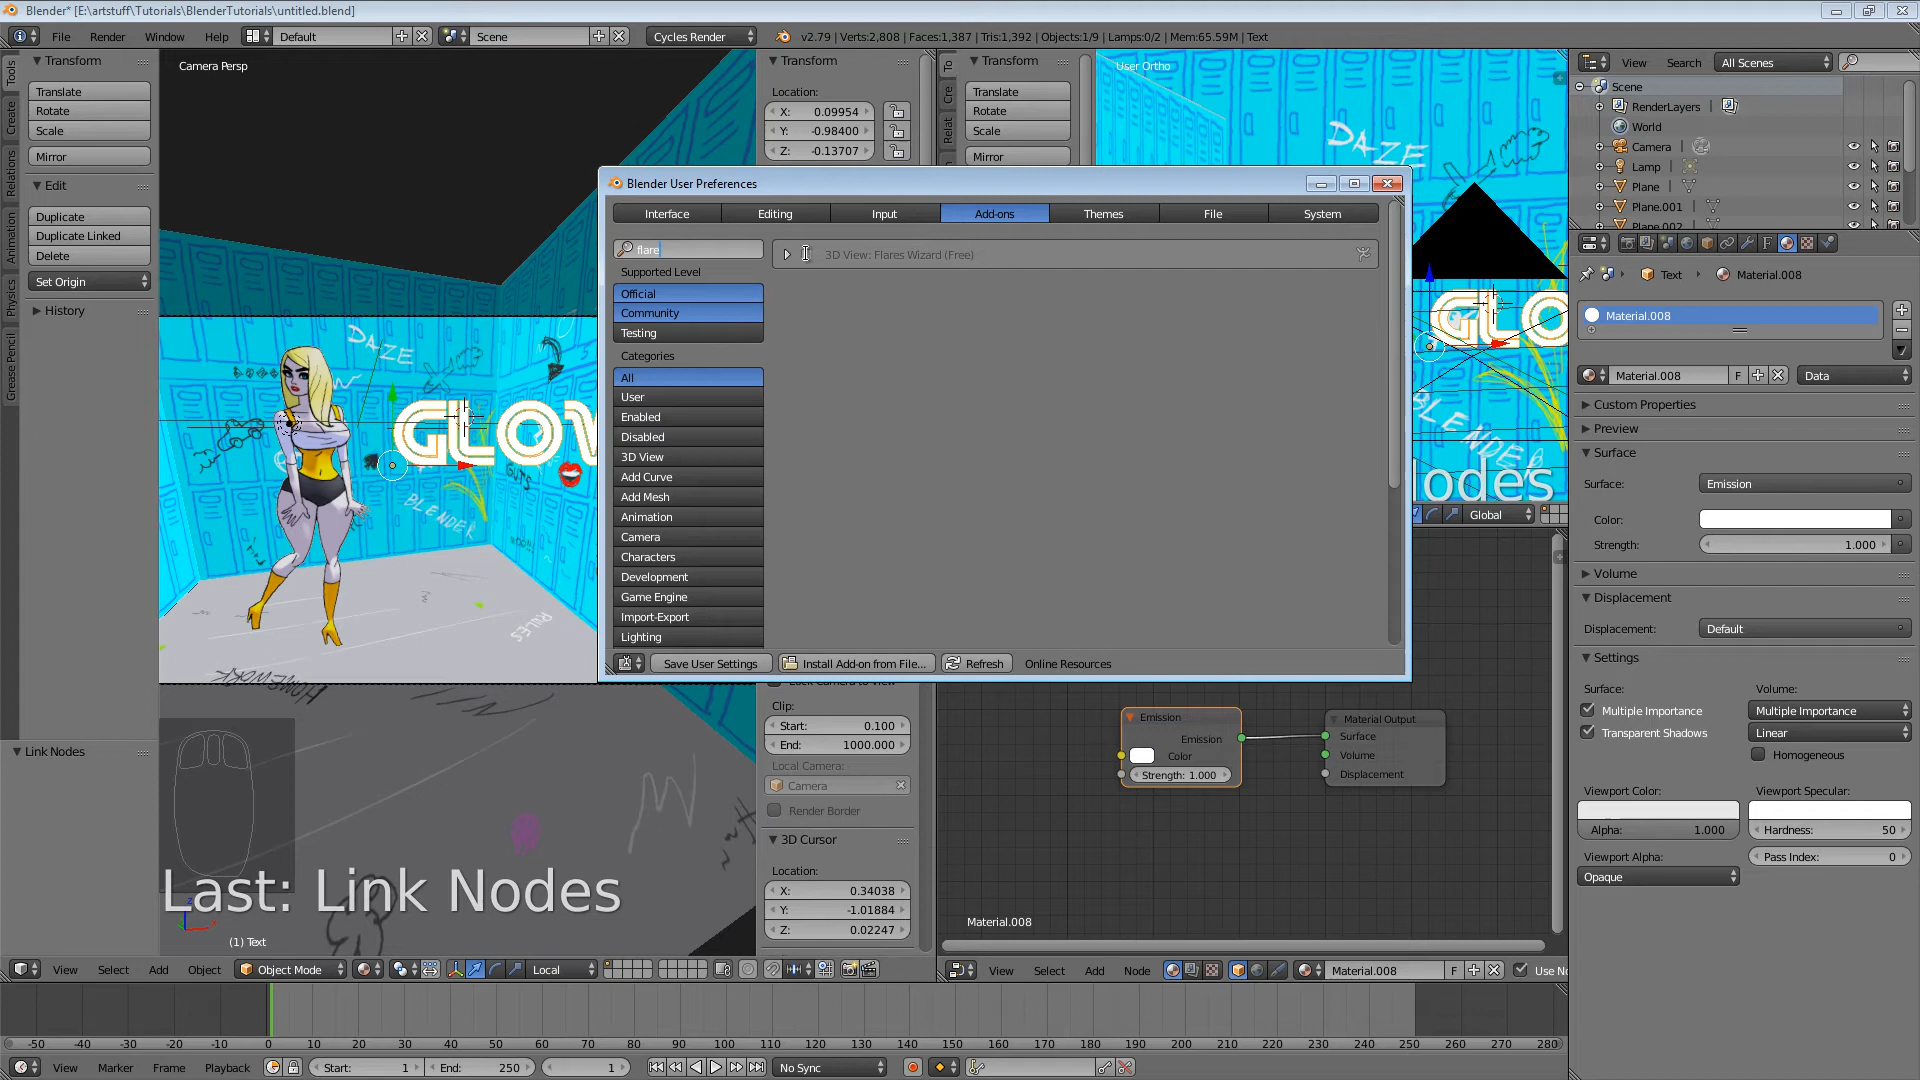 Blender* [E:\artstuff\Tutorials\BlenderTutorials\untitled.blend]
File Render Window Help Default Scene Cycles Render v2.79 | Verts:2,808 | Faces:1,387 | Tris:1,392 | Objects:1/9 | Lamps:0/2 | Mem:65.59M | Text
Tools
Create
Relations
Animation
Physics
Grease Pencil
Transform
Translate
Rotate
Scale
Mirror
Edit
Duplicate
Duplicate Linked
Delete
Set Origin
History
Link Nodes
Camera Persp
DAZE
GLOW
BLENDER
GUTS
RULES
HOMEWORK
Last: Link Nodes
(1) Text
Transform
Location:
X: 0.09954
Y: -0.98400
Z: -0.13707
Clip:
Start: 0.100
End: 1000.000
Local Camera:
Camera
Render Border
3D Cursor
Location:
X: 0.34038
Y: -1.01884
Z: 0.02247
To
Cre
Relat
Transform
Translate
Rotate
Scale
Mirror
User Ortho
DAZE
GLO
BLENDER
Nodes
Global
Blender User Preferences
Interface Editing Input Add-ons Themes File System
flare
3D View: Flares Wizard (Free)
Supported Level
Official
Community
Testing
Categories
All
User
Enabled
Disabled
3D View
Add Curve
Add Mesh
Animation
Camera
Characters
Development
Game Engine
Import-Export
Lighting
Save User Settings Install Add-on from File... Refresh Online Resources
Emission
Emission
Color
Strength: 1.000
Material Output
Surface
Volume
Displacement
Material.008
View Select Add Object Object Mode Local
View Select Add Node Material.008 F Use No
View Search All Scenes
Scene
RenderLayers
World
Camera
Lamp
Plane
Plane.001
Plane.002
Text Material.008
Material.008
Material.008 F Data
Custom Properties
Preview
Surface
Surface: Emission
Color:
Strength: 1.000
Volume
Displacement
Displacement: Default
Settings
Surface: Volume:
Multiple Importance Multiple Importance
Transparent Shadows Linear
Homogeneous
Viewport Color: Viewport Specular:
Alpha: 1.000 Hardness: 50
Viewport Alpha: Pass Index: 0
Opaque
-50 -40 -30 -20 -10 0 10 20 30 40 50 60 70 80 90 100 110 120 130 140 150 160 170 180 190 200 210 220 230 240 250 260 270 280
View Marker Frame Playback Start: 1 End: 250 1 No Sync